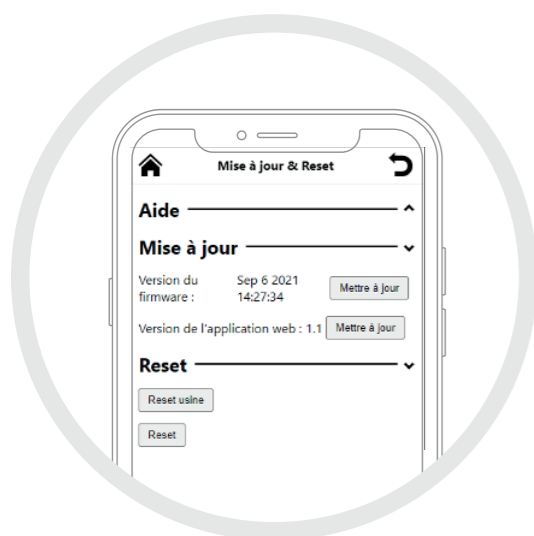 Mise à jour & Reset
Aide
Mise à jour
Version du firmware :
Sep 6 2021 14:27:34
Mettre à jour
Version de l'application web : 1.1
Mettre à jour
Reset
Reset usine
Reset